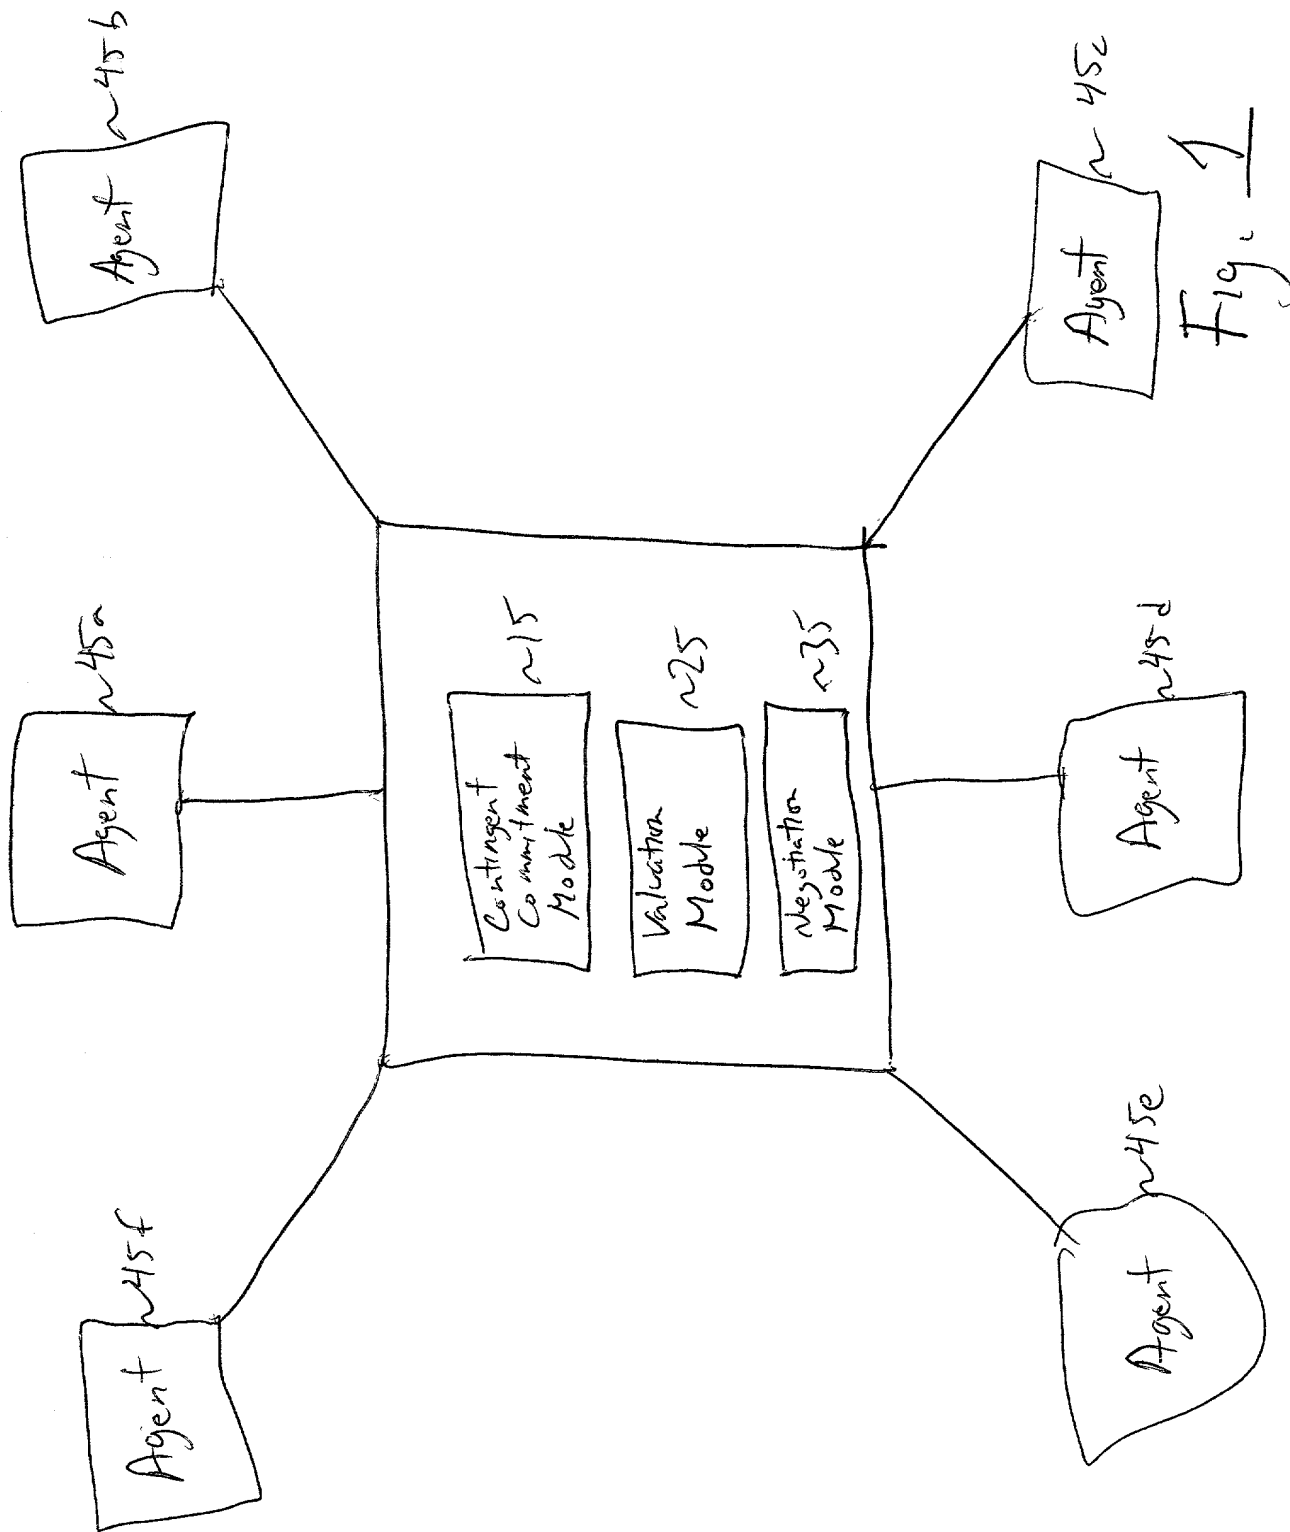 Agent
~45f
Agent
~45a
Agent
~45b
Contingent
Commitment
Module
~15
Valuation
Module
~25
Negotiation
Module
~35
Agent
~45e
Agent
~45d
Agent
~45c
Fig. 1